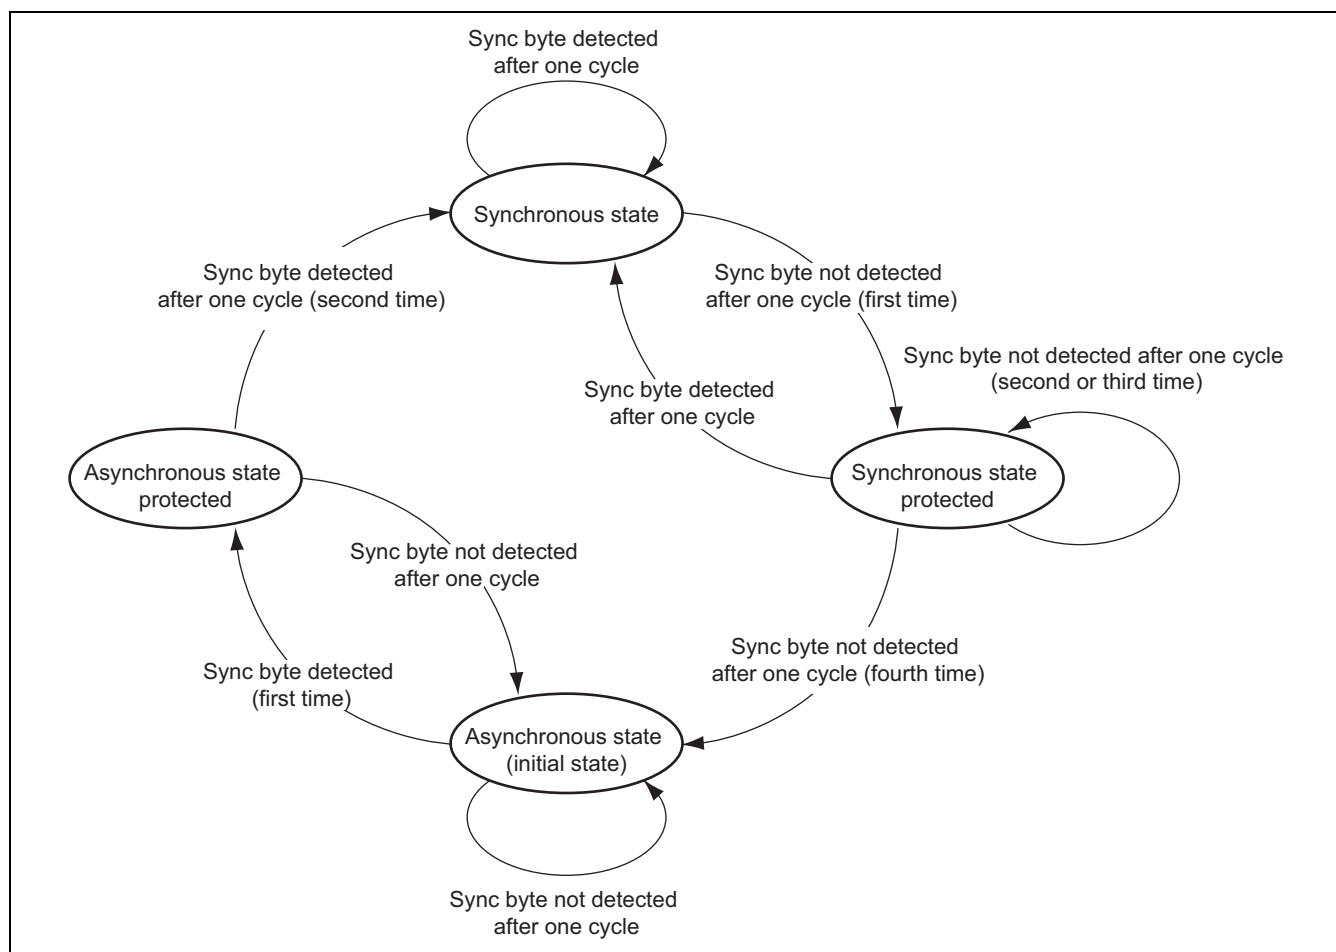 Sync byte detected
after one cycle
Synchronous state
Sync byte detected
after one cycle (second time)
Sync byte not detected
after one cycle (first time)
Sync byte not detected after one cycle
(second or third time)
Sync byte detected
after one cycle
Asynchronous state
protected
Synchronous state
protected
Sync byte not detected
after one cycle
Sync byte detected
(first time)
Sync byte not detected
after one cycle (fourth time)
Asynchronous state
(initial state)
Sync byte not detected
after one cycle